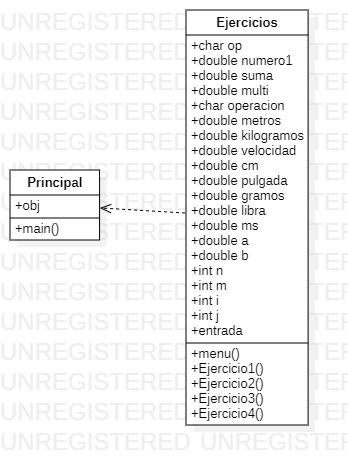 UNREGISTERED UNREGISTERED UNREGISTERED
Ejercicios
+char op
+double numero1
+double suma
+double multi
+char operacion
+double metros
+double kilogramos
+double velocidad
+double cm
+double pulgada
+double gramos
+double libra
+double ms
+double a
+double b
+int n
+int m
+int i
+int j
+entrada
+menu()
+Ejercicio1()
+Ejercicio2()
+Ejercicio3()
+Ejercicio4()
Principal
+obj
+main()